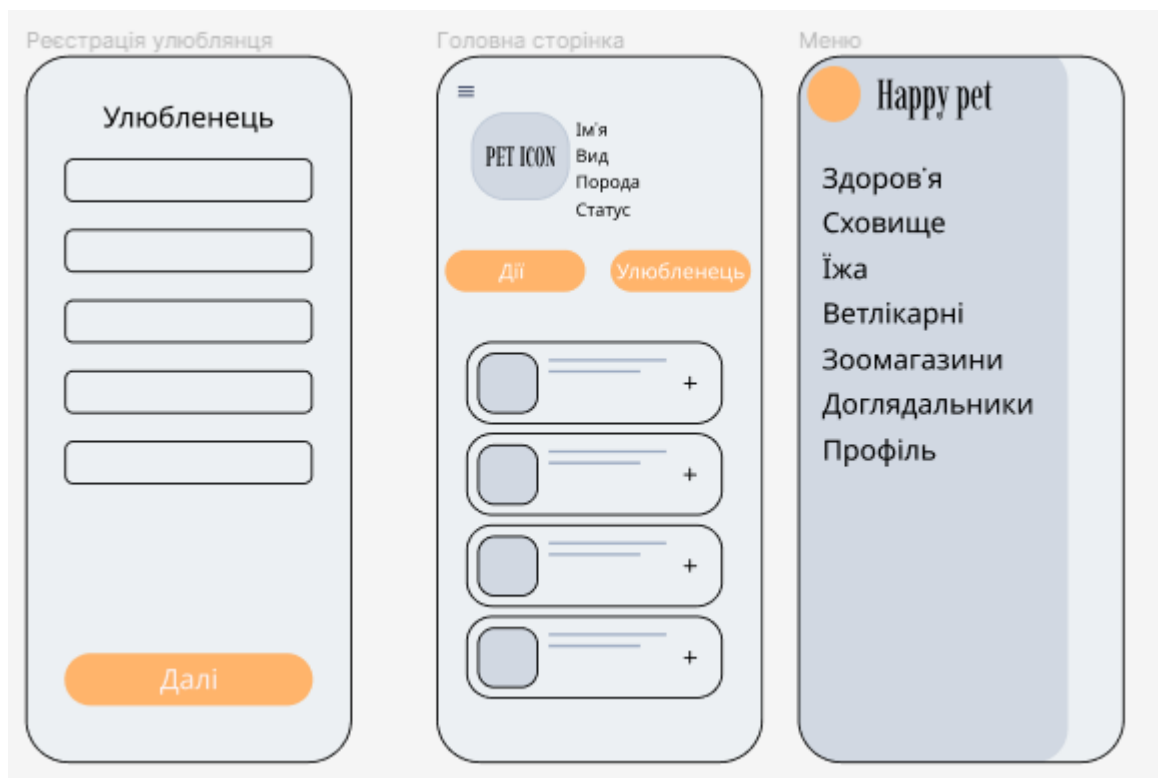 Реєстрація улюблянця
Улюбленець
Далі
Головна сторінка
PET ICON
Ім'я
Вид
Порода
Статус
Дії
Улюбленець
Меню
Happy pet
Здоров'я
Сховище
Їжа
Ветлікарні
Зоомагазини
Доглядальники
Профіль